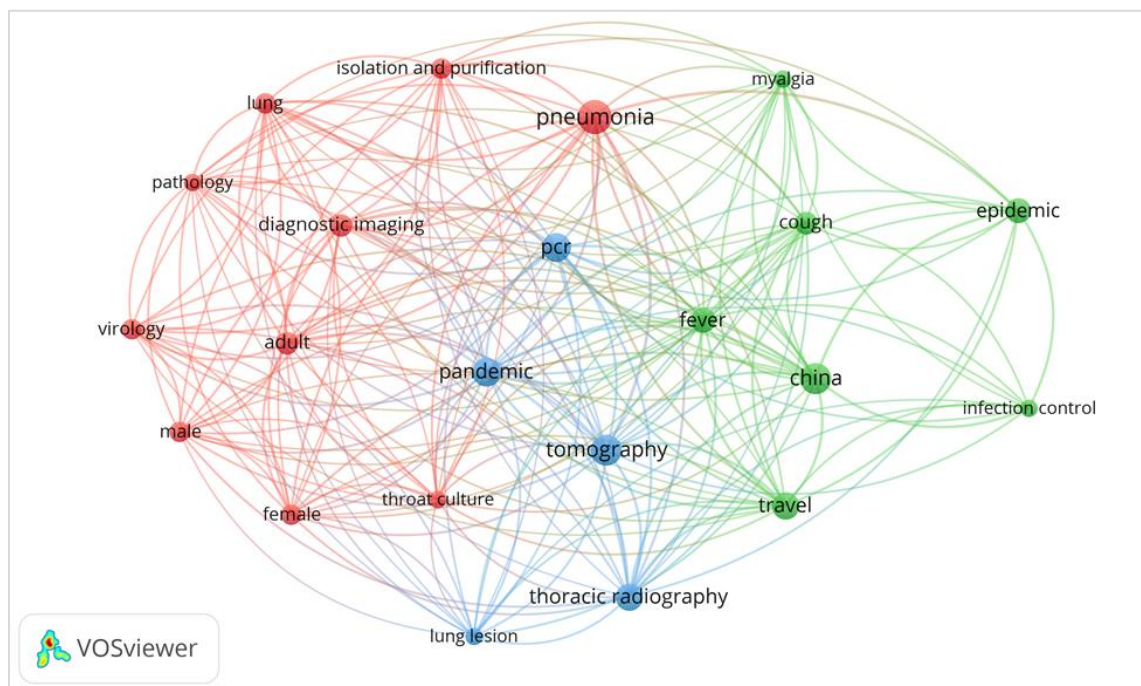 isolation and purification
myalgia
lung
pneumonia
pathology
epidemic
diagnostic imaging
cough
pcr
fever
virology
adult
pandemic
china
infection control
male
tomography
throat culture
travel
female
thoracic radiography
lung lesion
VOSviewer